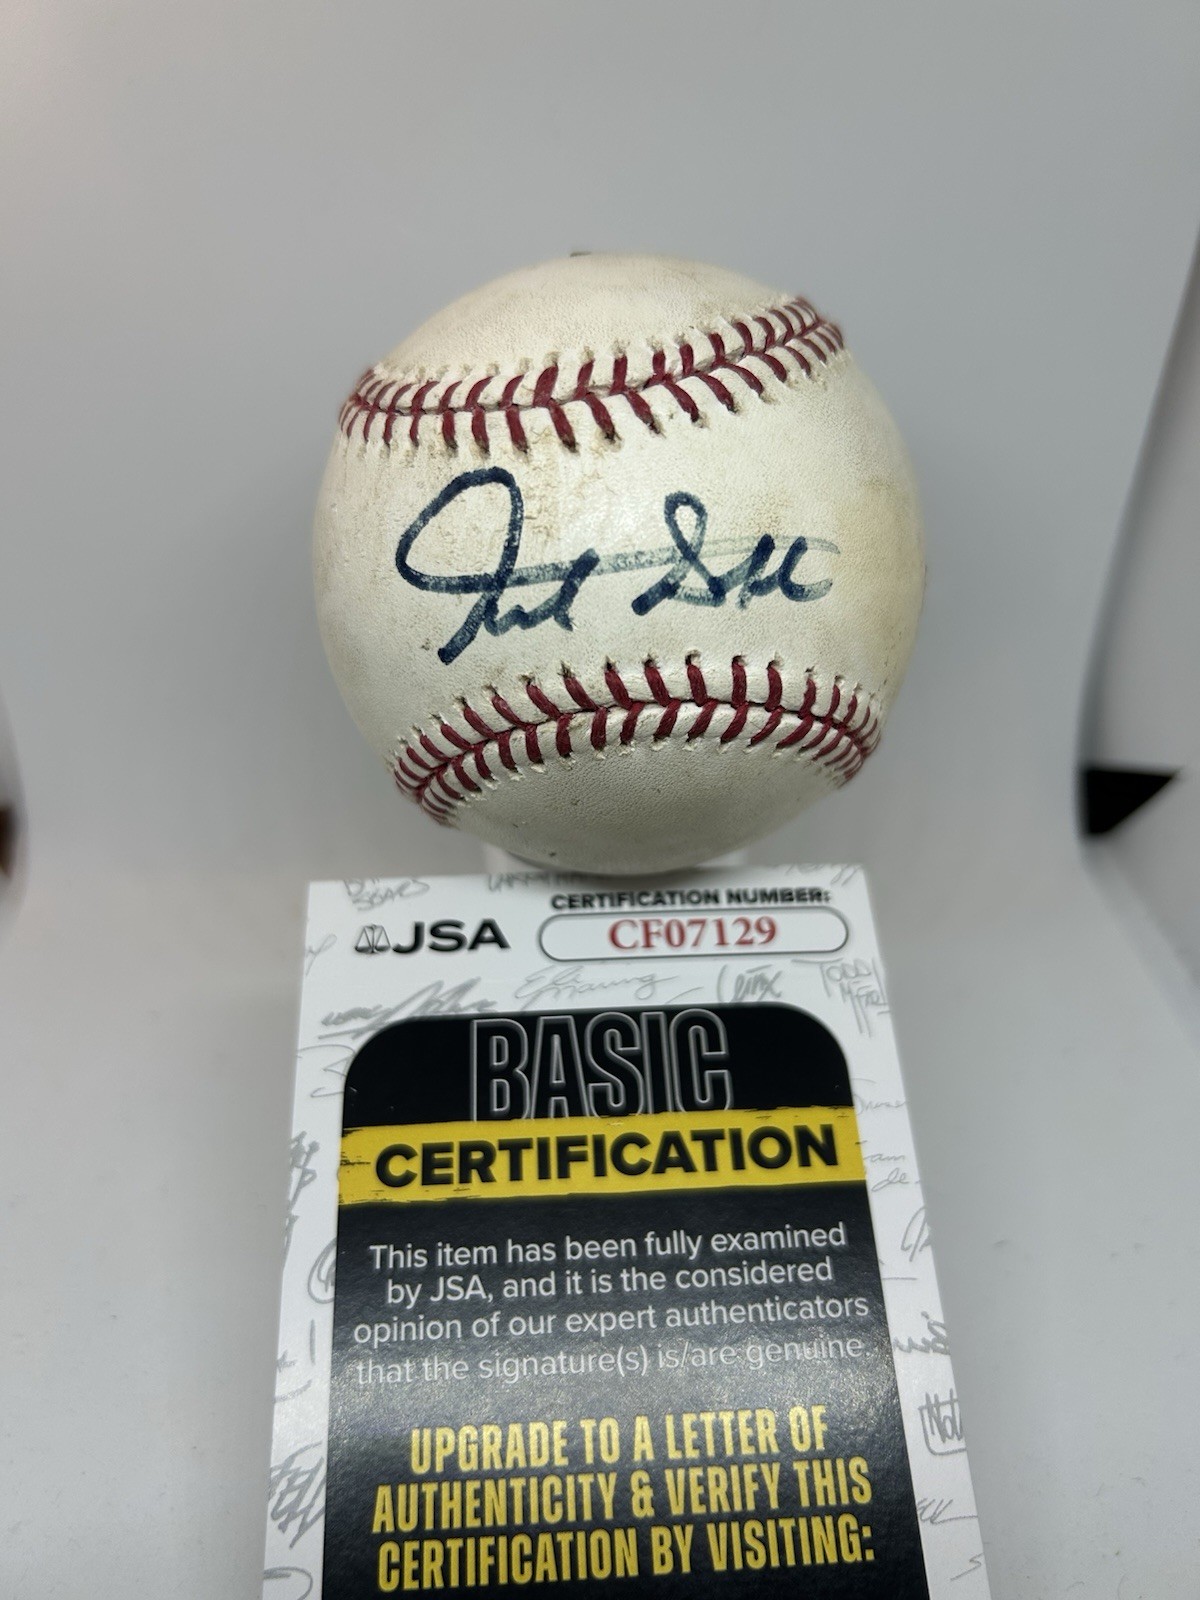 JSA
CERTIFICATION NUMBER:
CF07129
Eli Manning
BASIC
CERTIFICATION
This item has been fully examined
by JSA, and it is the considered
opinion of our expert authenticators
that the signature(s) is/are genuine.
UPGRADE TO A LETTER OF
AUTHENTICITY & VERIFY THIS
CERTIFICATION BY VISITING: